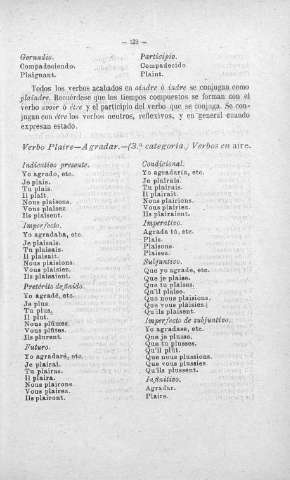 — 123 —
Gerundio.
Compadeciendo.
Plaignant.
Participio.
Compadecido.
Plaint.
Todos los verbos acabados en aindre ò indre se conjugan como
plaindre. Recuérdese que los tiempos compuestos se forman con el
verbo avoir ò être y el participio del verbo que se conjuga. Se con-
jugan con être los verbos neutros, reflexivos, y en general cuando
expresan estado.
Verbo Plaire—Agradar.—(3.ª categoría.) Verbos en aire.
Indicativo presente.
Yo agrado, etc.
Je plais.
Tu plais.
Il plaît.
Nous plaisons.
Vous plaisez.
Ils plaisent.
Imperfecto.
Yo agradaba, etc.
Je plaisais.
Tu plaisais.
Il plaisait.
Nous plaisions.
Vous plaisiez.
Ils plaisaient.
Pretérito definido.
Yo agradé, etc.
Je plus.
Tu plus.
Il plut.
Nous plûmes.
Vous plûtes.
Ils plurent.
Futuro.
Yo agradaré, etc.
Je plairai.
Tu plairas.
Il plaira.
Nous plairons.
Vous plairez.
Ils plairont.
Condicional.
Yo agradaría, etc.
Je plairais.
Tu plairais.
Il plairait.
Nous plairions.
Vous plairiez.
Ils plairaient.
Imperativo.
Agrada tù, etc.
Plais.
Plaisons.
Plaisez.
Subjuntivo.
Que yo agrade, etc.
Que je plaise.
Que tu plaises.
Qu'il plaise.
Que nous plaisions.
Que vous plaisiez.
Qu'ils plaisent.
Imperfecto de subjuntivo.
Yo agradase, etc.
Que je plusse.
Que tu plusses.
Qu'il plût.
Que nous plussions.
Que vous plussiez.
Qu'ils plussent.
Infinitivo.
Agradar.
Plaire.